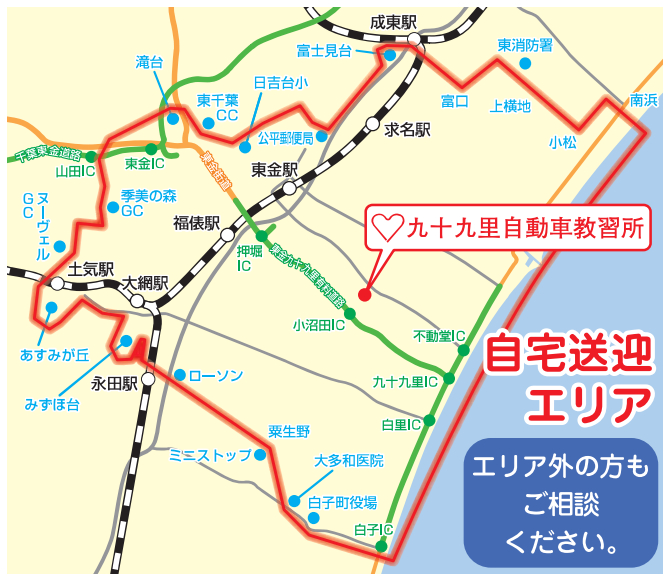 成東駅
東消防署
富士見台
滝台
日吉台小
東千葉
CC
富口
上横地
南浜
小松
公平郵便局
求名駅
千葉東金道路
山田IC
東金IC
東金街道
東金駅
季美の森
GC
ヌーヴェル
GC
福俵駅
押堀
IC
九十九里自動車教習所
東金九十九里有料道路
土気駅
大網駅
小沼田IC
不動堂IC
あすみが丘
みずほ台
永田駅
ローソン
九十九里IC
白里IC
自宅送迎
エリア
粟生野
ミニストップ
大多和医院
白子町役場
白子IC
エリア外の方も
ご相談
ください。